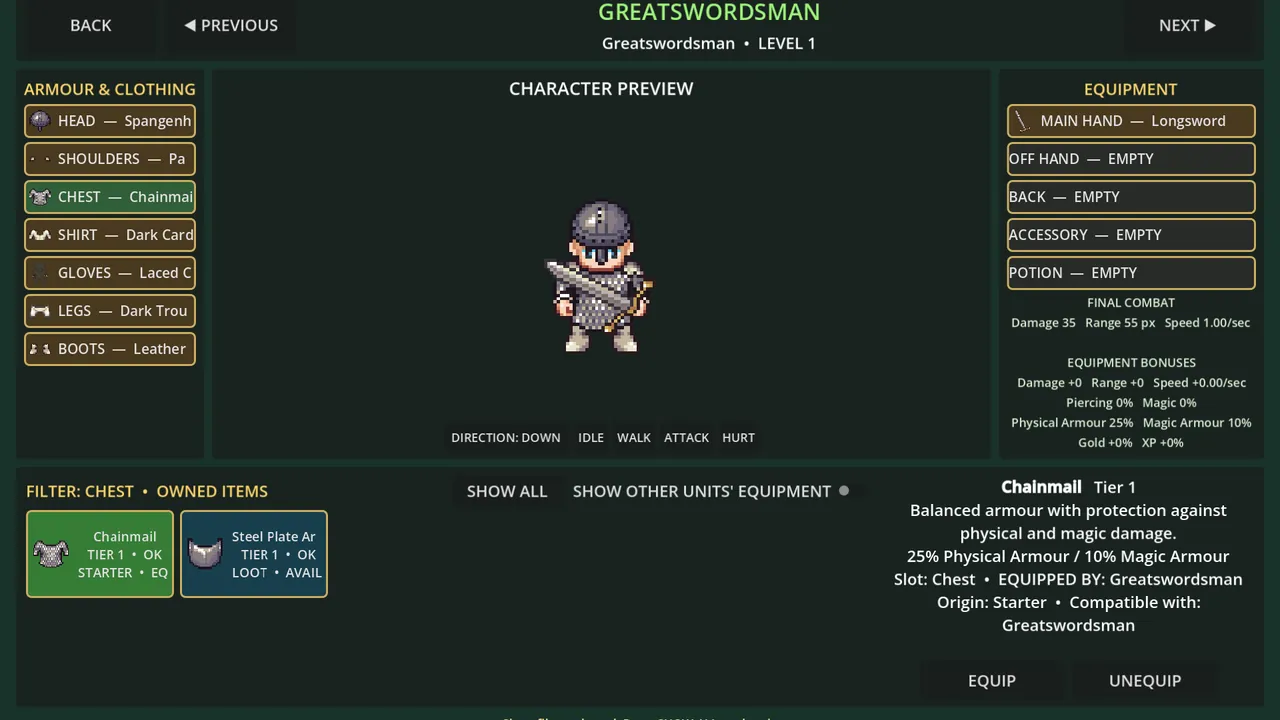 BACK
◀ PREVIOUS
GREATSWORDSMAN
Greatswordsman • LEVEL 1
NEXT ▶
ARMOUR & CLOTHING
HEAD — Spangenh
SHOULDERS — Pa
CHEST — Chainmai
SHIRT — Dark Card
GLOVES — Laced C
LEGS — Dark Trou
BOOTS — Leather
CHARACTER PREVIEW
DIRECTION: DOWN IDLE WALK ATTACK HURT
EQUIPMENT
MAIN HAND — Longsword
OFF HAND — EMPTY
BACK — EMPTY
ACCESSORY — EMPTY
POTION — EMPTY
FINAL COMBAT
Damage 35 Range 55 px Speed 1.00/sec
EQUIPMENT BONUSES
Damage +0 Range +0 Speed +0.00/sec
Piercing 0% Magic 0%
Physical Armour 25% Magic Armour 10%
Gold +0% XP +0%
FILTER: CHEST • OWNED ITEMS
SHOW ALL
SHOW OTHER UNITS' EQUIPMENT
Chainmail
TIER 1 • OK
STARTER • EQ
Steel Plate Ar
TIER 1 • OK
LOOT • AVAIL
Chainmail Tier 1
Balanced armour with protection against
physical and magic damage.
25% Physical Armour / 10% Magic Armour
Slot: Chest • EQUIPPED BY: Greatswordsman
Origin: Starter • Compatible with:
Greatswordsman
EQUIP
UNEQUIP